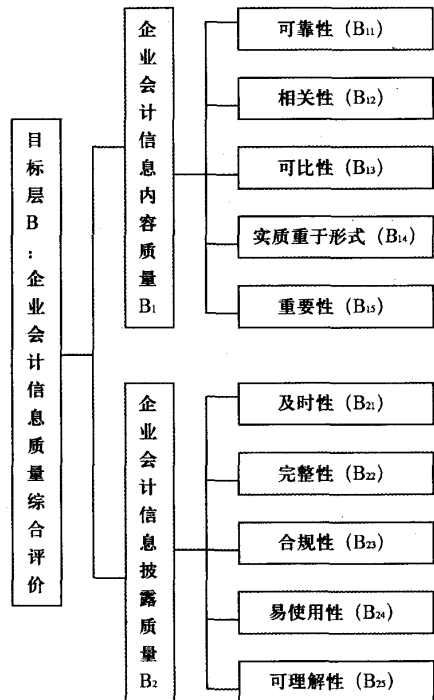 目标层B：企业会计信息质量综合评价
企业会计信息内容质量B₁
可靠性（B₁₁）
相关性（B₁₂）
可比性（B₁₃）
实质重于形式（B₁₄）
重要性（B₁₅）
企业会计信息披露质量B₂
及时性（B₂₁）
完整性（B₂₂）
合规性（B₂₃）
易使用性（B₂₄）
可理解性（B₂₅）